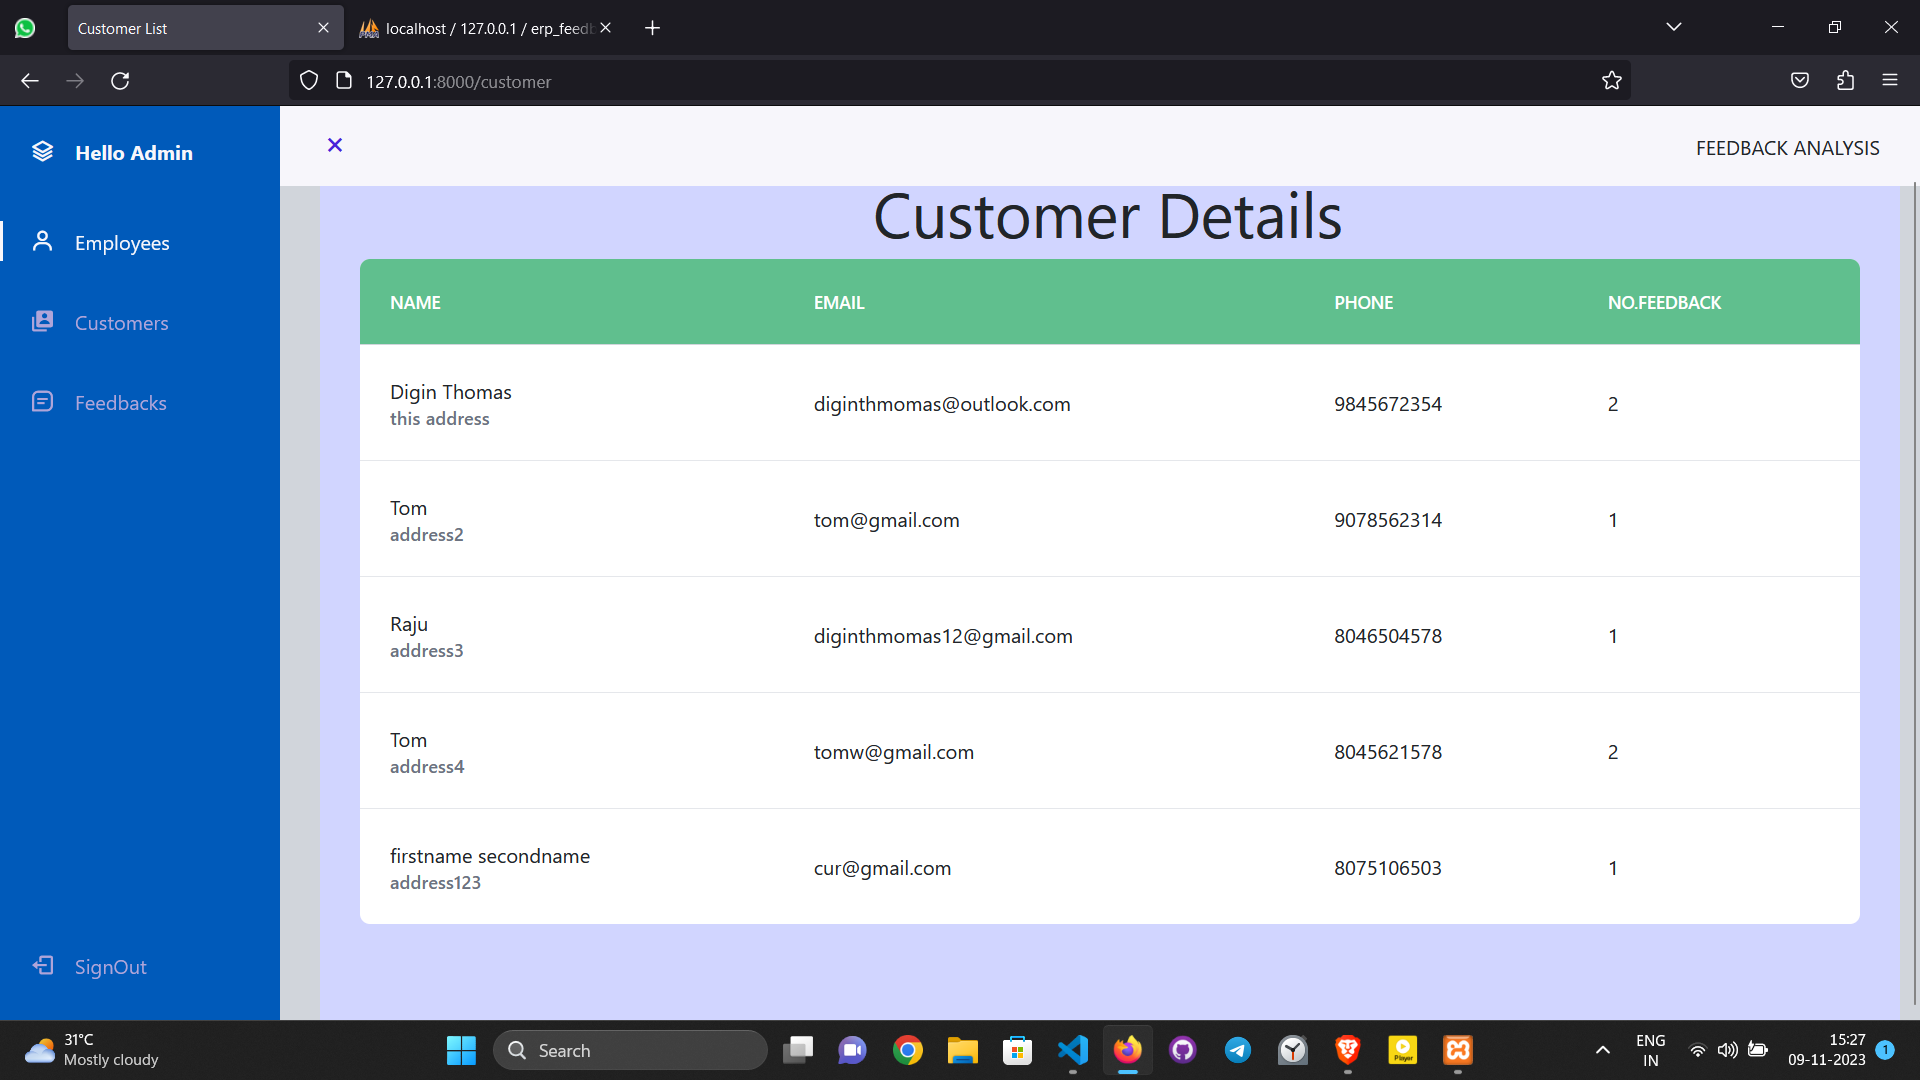 Customer List
localhost / 127.0.0.1 / erp_feedb
127.0.0.1:8000/customer
Hello Admin
FEEDBACK ANALYSIS
Employees
Customers
Feedbacks
SignOut
Customer Details
NAME EMAIL PHONE NO.FEEDBACK
Digin Thomas
this address
diginthmomas@outlook.com 9845672354 2
Tom
address2
tom@gmail.com 9078562314 1
Raju
address3
diginthmomas12@gmail.com 8046504578 1
Tom
address4
tomw@gmail.com 8045621578 2
firstname secondname
address123
cur@gmail.com 8075106503 1
31°C
Mostly cloudy
Search
Player
ENG
IN
15:27
09-11-2023
1